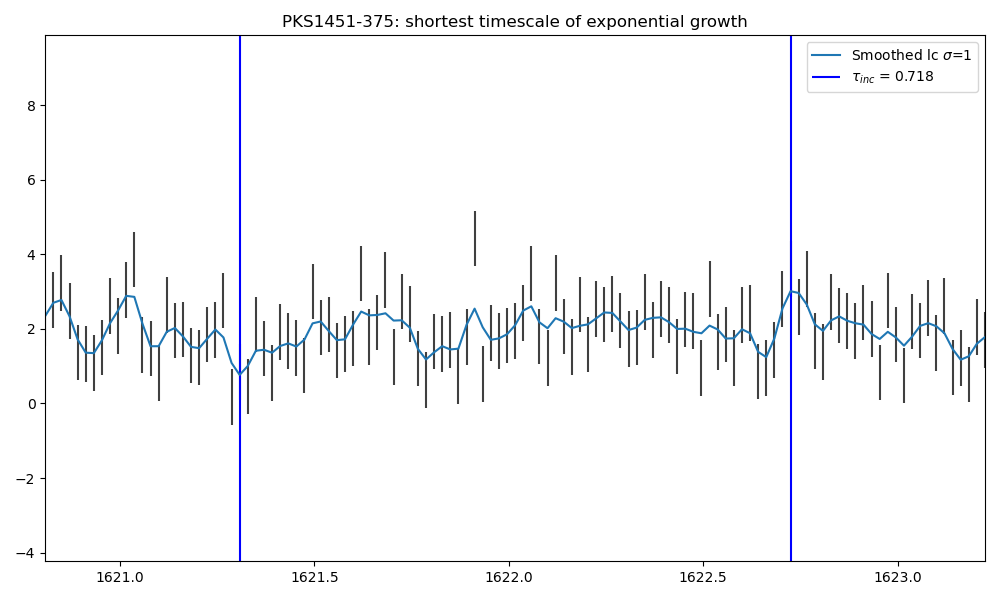 PKS1451-375: shortest timescale of exponential growth
Smoothed lc σ=1
τinc = 0.718
8
6
4
2
0
−2
−4
1621.0 1621.5 1622.0 1622.5 1623.0